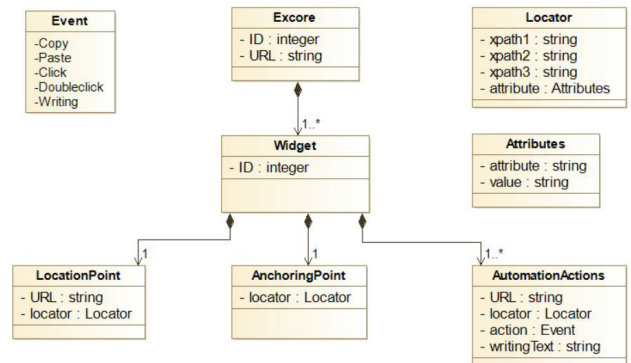 Event
-Copy
-Paste
-Click
-Doubleclick
-Writing
Excore
- ID : integer
- URL : string
Locator
- xpath1 : string
- xpath2 : string
- xpath3 : string
- attribute : Attributes
1..*
Widget
- ID : integer
Attributes
- attribute : string
- value : string
1
1
1..*
LocationPoint
- URL : string
- locator : Locator
AnchoringPoint
- locator : Locator
AutomationActions
- URL : string
- locator : Locator
- action : Event
- writingText : string